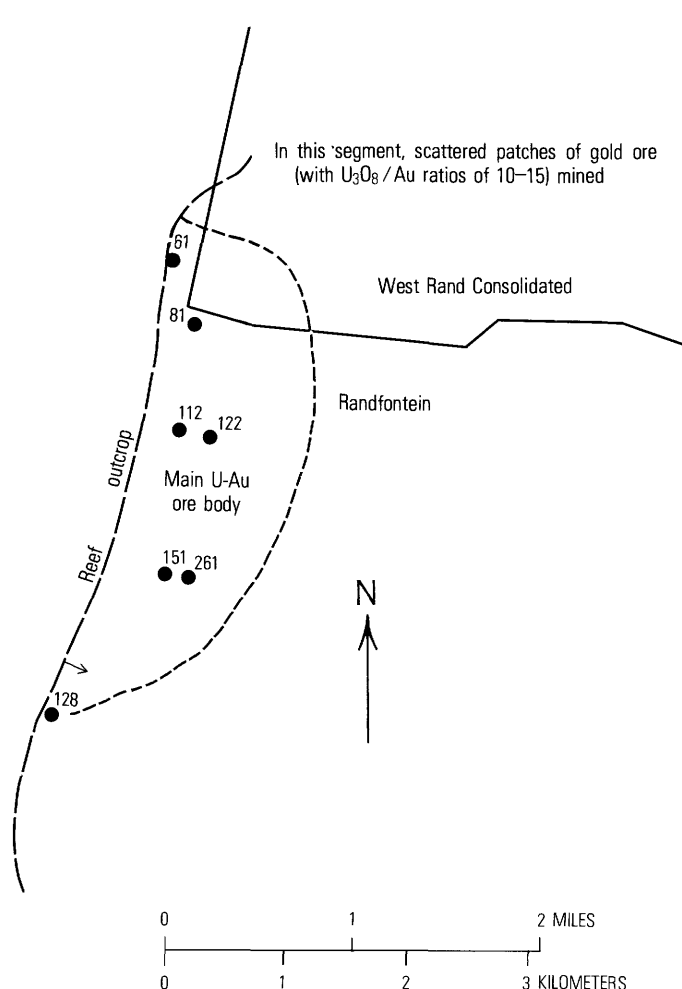 In this segment, scattered patches of gold ore
(with U₃O₈/Au ratios of 10–15) mined
61
West Rand Consolidated
81
Randfontein
112
122
outcrop
Main U-Au
ore body
151
261
Reef
N
128
0 1 2 MILES
0 1 2 3 KILOMETERS